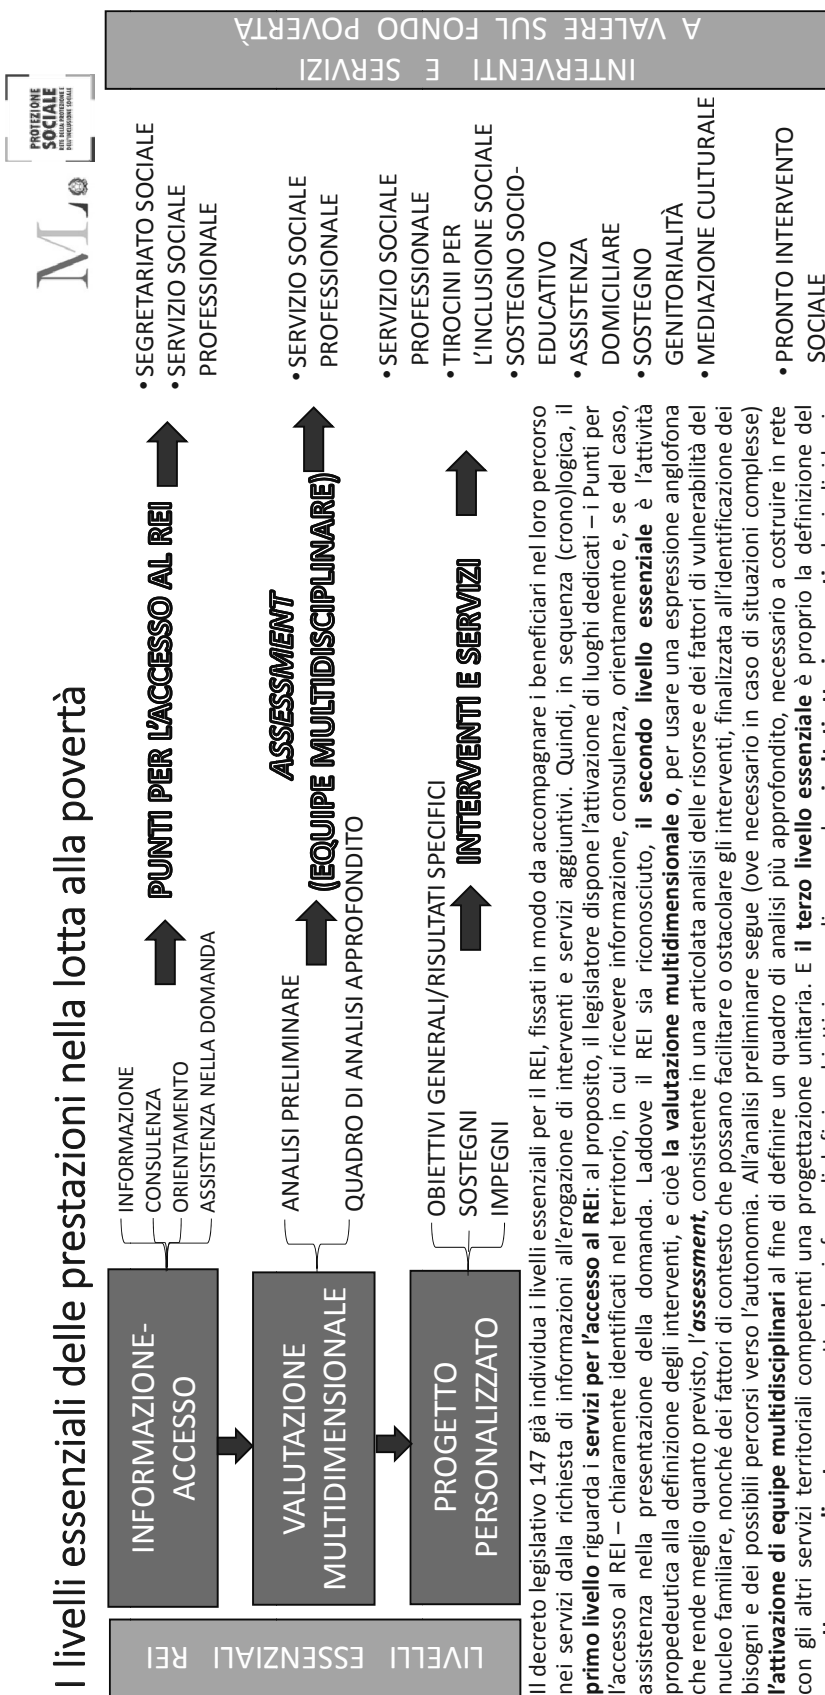 I livelli essenziali delle prestazioni nella lotta alla povertà
ML
PROTEZIONE
SOCIALE
LIVELLI ESSENZIALI REI
INFORMAZIONE-
ACCESSO
INFORMAZIONE
CONSULENZA
ORIENTAMENTO
ASSISTENZA NELLA DOMANDA
PUNTI PER L'ACCESSO AL REI
• SEGRETARIATO SOCIALE
• SERVIZIO SOCIALE
PROFESSIONALE
VALUTAZIONE
MULTIDIMENSIONALE
ANALISI PRELIMINARE
QUADRO DI ANALISI APPROFONDITO
ASSESSMENT
(EQUIPE MULTIDISCIPLINARE)
• SERVIZIO SOCIALE
PROFESSIONALE
PROGETTO
PERSONALIZZATO
OBIETTIVI GENERALI/RISULTATI SPECIFICI
SOSTEGNI
IMPEGNI
INTERVENTI E SERVIZI
• SERVIZIO SOCIALE
PROFESSIONALE
• TIROCINI PER
L'INCLUSIONE SOCIALE
• SOSTEGNO SOCIO-
EDUCATIVO
• ASSISTENZA
DOMICILIARE
• SOSTEGNO
GENITORIALITÀ
• MEDIAZIONE CULTURALE
• PRONTO INTERVENTO
SOCIALE
INTERVENTI E SERVIZI
A VALERE SUL FONDO POVERTÀ
Il decreto legislativo 147 già individua i livelli essenziali per il REI, fissati in modo da accompagnare i beneficiari nel loro percorso
nei servizi dalla richiesta di informazioni all'erogazione di interventi e servizi aggiuntivi. Quindi, in sequenza (crono)logica, il
primo livello riguarda i servizi per l'accesso al REI: al proposito, il legislatore dispone l'attivazione di luoghi dedicati – i Punti per
l'accesso al REI – chiaramente identificati nel territorio, in cui ricevere informazione, consulenza, orientamento e, se del caso,
assistenza nella presentazione della domanda. Laddove il REI sia riconosciuto, il secondo livello essenziale è l'attività
propedeutica alla definizione degli interventi, e cioè la valutazione multidimensionale o, per usare una espressione anglofona
che rende meglio quanto previsto, l'assessment, consistente in una articolata analisi delle risorse e dei fattori di vulnerabilità del
nucleo familiare, nonché dei fattori di contesto che possano facilitare o ostacolare gli interventi, finalizzata all'identificazione dei
bisogni e dei possibili percorsi verso l'autonomia. All'analisi preliminare segue (ove necessario in caso di situazioni complesse)
l'attivazione di equipe multidisciplinari al fine di definire un quadro di analisi più approfondito, necessario a costruire in rete
con gli altri servizi territoriali competenti una progettazione unitaria. E il terzo livello essenziale è proprio la definizione del